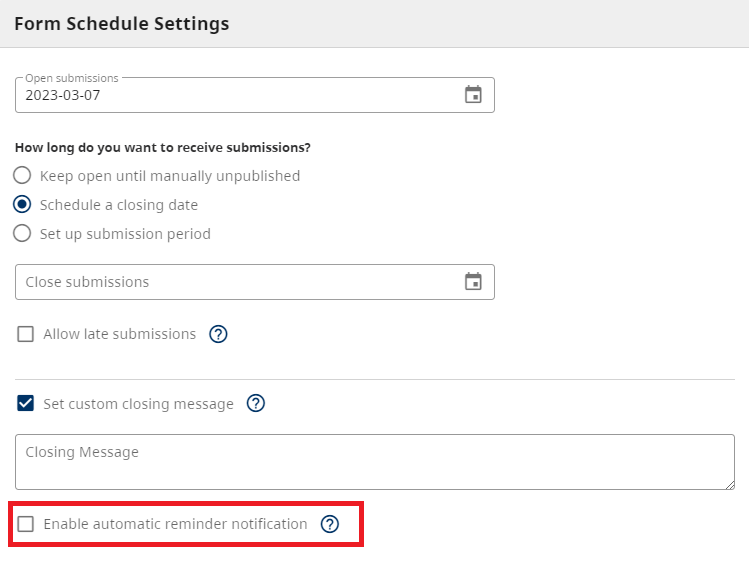 Form Schedule Settings
Open submissions
2023-03-07
How long do you want to receive submissions?
Keep open until manually unpublished
Schedule a closing date
Set up submission period
Close submissions
Allow late submissions ?
Set custom closing message ?
Closing Message
Enable automatic reminder notification ?